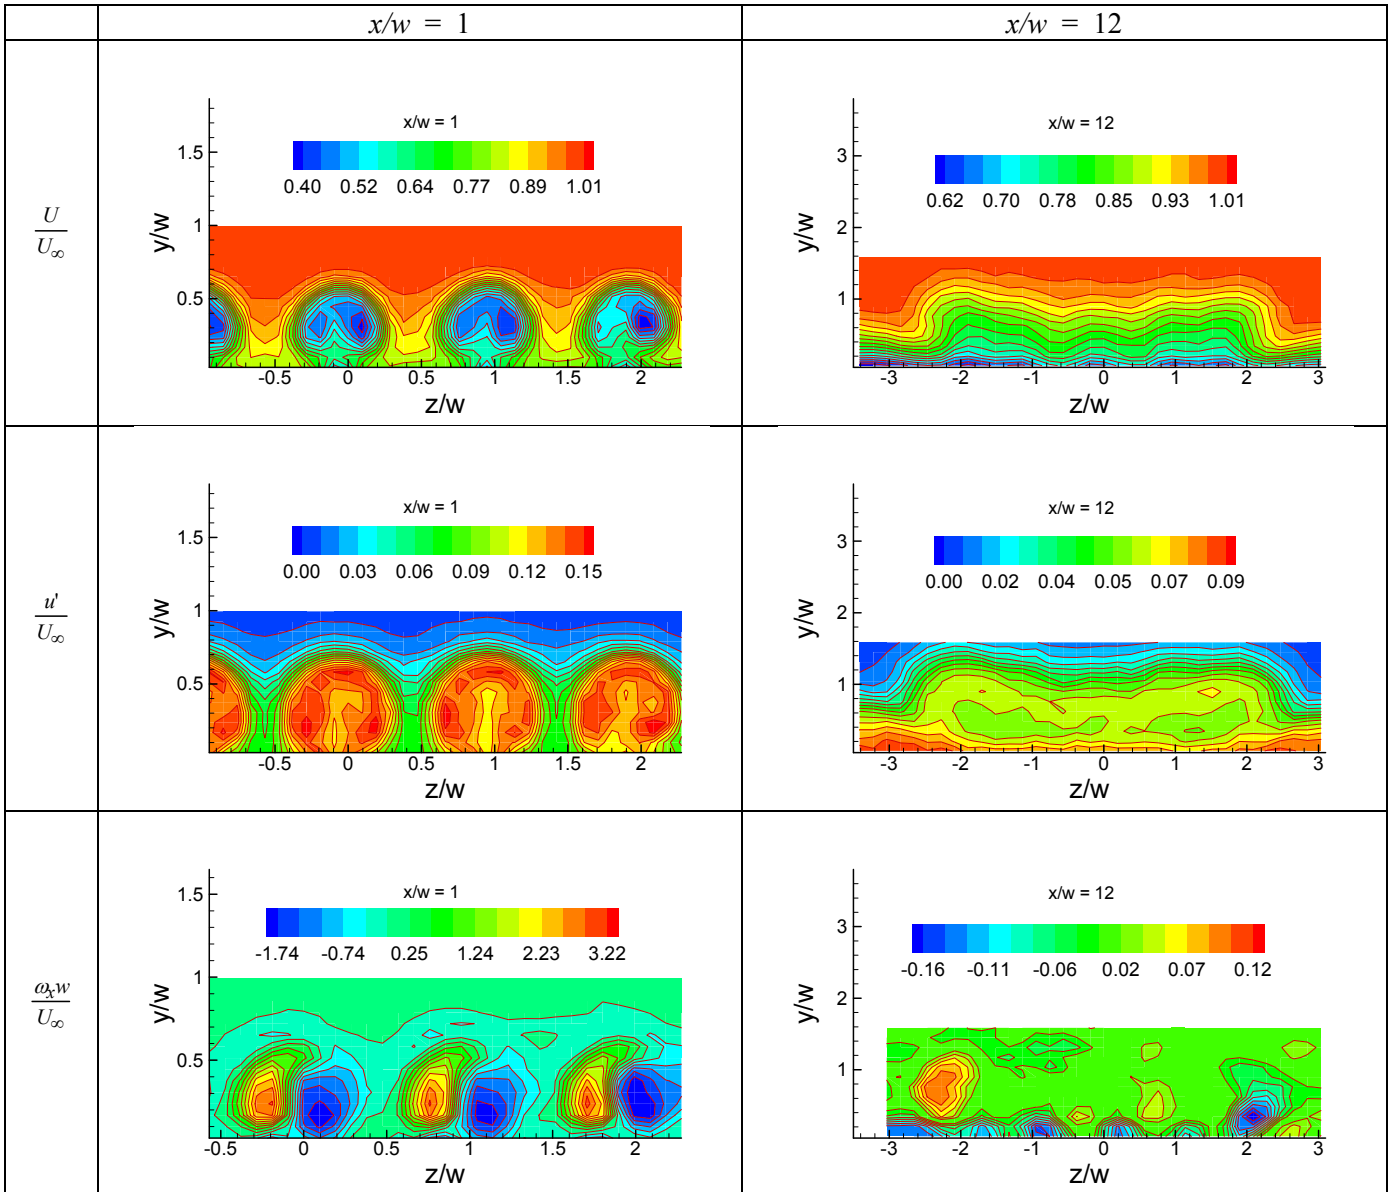 x/w = 1
x/w = 12
U
U∞
x/w = 1
0.40 0.52 0.64 0.77 0.89 1.01
y/w
1.5
1
0.5
-0.5 0 0.5 1 1.5 2
z/w
x/w = 12
0.62 0.70 0.78 0.85 0.93 1.01
y/w
3
2
1
-3 -2 -1 0 1 2 3
z/w
u'
U∞
x/w = 1
0.00 0.03 0.06 0.09 0.12 0.15
y/w
1.5
1
0.5
-0.5 0 0.5 1 1.5 2
z/w
x/w = 12
0.00 0.02 0.04 0.05 0.07 0.09
y/w
3
2
1
-3 -2 -1 0 1 2 3
z/w
ωxw
U∞
x/w = 1
-1.74 -0.74 0.25 1.24 2.23 3.22
y/w
1.5
1
0.5
-0.5 0 0.5 1 1.5 2
z/w
x/w = 12
-0.16 -0.11 -0.06 0.02 0.07 0.12
y/w
3
2
1
-3 -2 -1 0 1 2 3
z/w